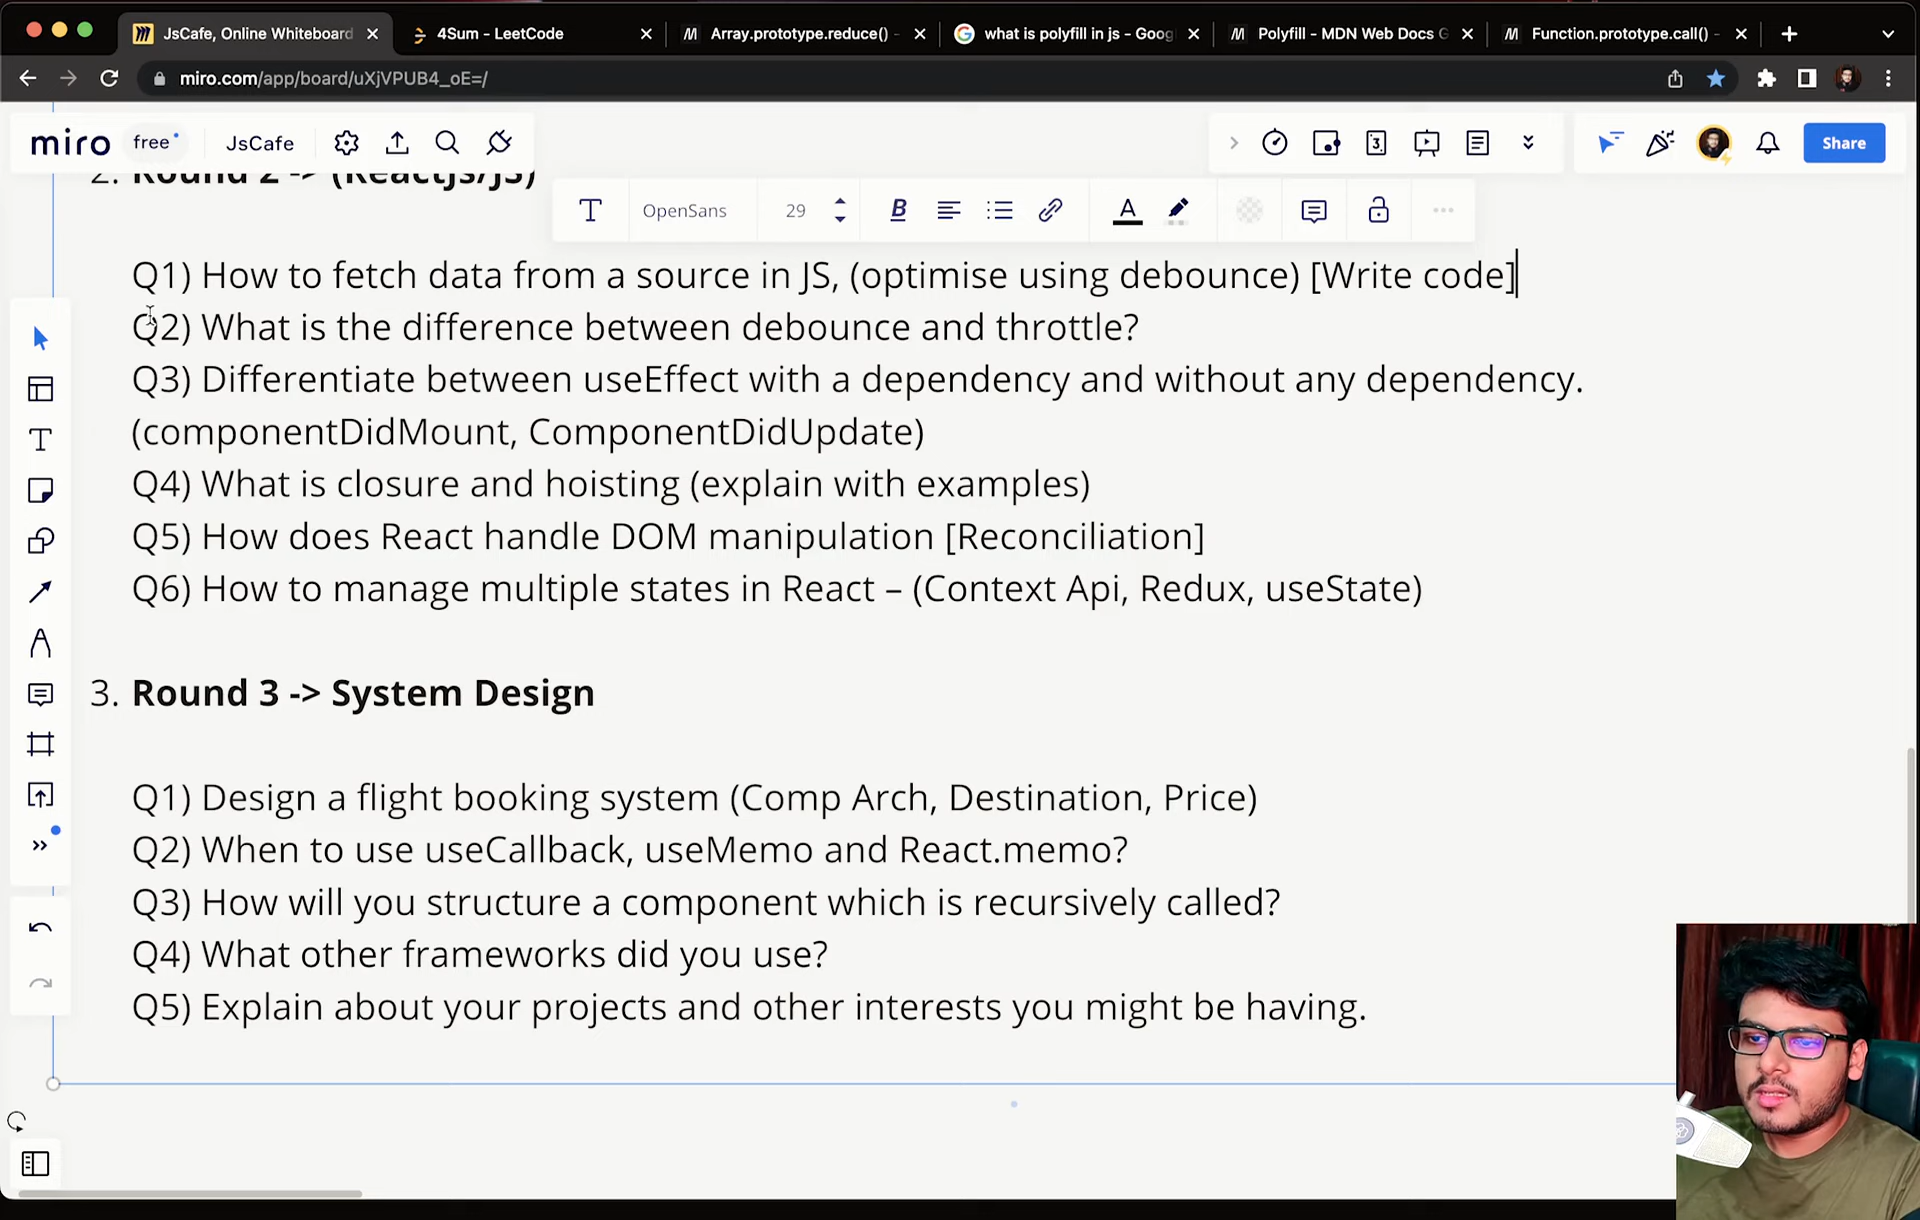 JsCafe, Online Whiteboard
4Sum - LeetCode
Array.prototype.reduce() -
what is polyfill in js - Goog
Polyfill - MDN Web Docs G
Function.prototype.call() -
miro.com/app/board/uXjVPUB4_oE=/
miro
free
JsCafe
3
Share
2. Round 2 -> (Reactjs/JS)
OpenSans
29
B
A
Q1) How to fetch data from a source in JS, (optimise using debounce) [Write code]
Q2) What is the difference between debounce and throttle?
Q3) Differentiate between useEffect with a dependency and without any dependency.
(componentDidMount, ComponentDidUpdate)
Q4) What is closure and hoisting (explain with examples)
Q5) How does React handle DOM manipulation [Reconciliation]
Q6) How to manage multiple states in React – (Context Api, Redux, useState)
3. Round 3 -> System Design
Q1) Design a flight booking system (Comp Arch, Destination, Price)
Q2) When to use useCallback, useMemo and React.memo?
Q3) How will you structure a component which is recursively called?
Q4) What other frameworks did you use?
Q5) Explain about your projects and other interests you might be having.